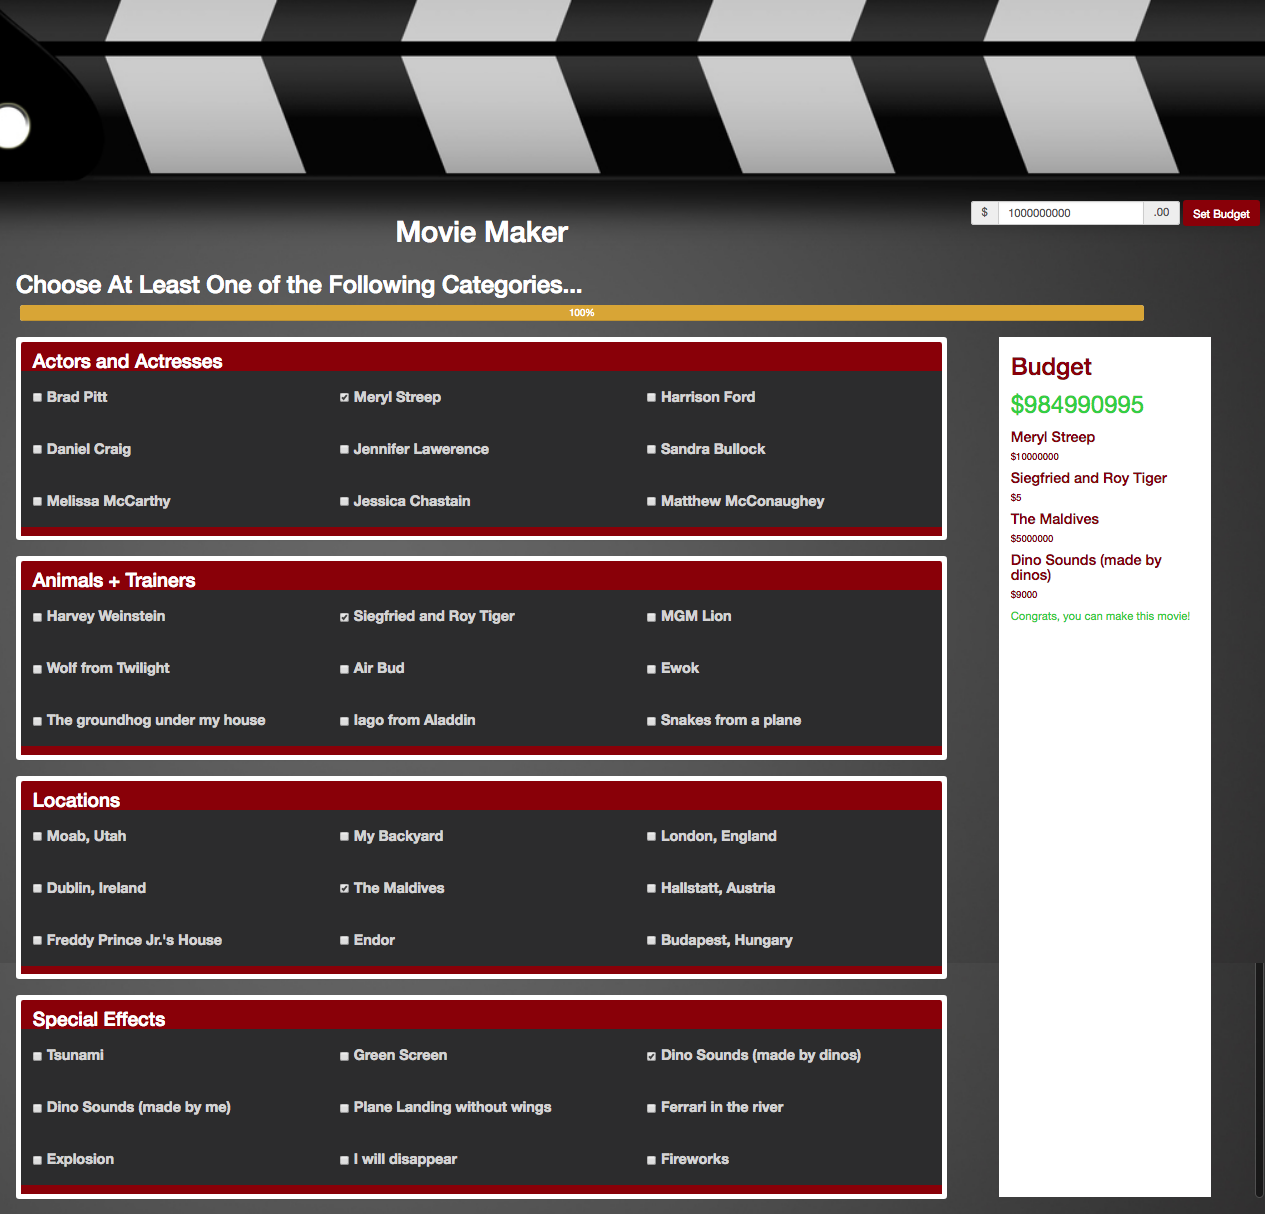 $ 1000000000 .00 Set Budget
Movie Maker
Choose At Least One of the Following Categories...
100%
Actors and Actresses
Brad Pitt Meryl Streep Harrison Ford
Daniel Craig Jennifer Lawerence Sandra Bullock
Melissa McCarthy Jessica Chastain Matthew McConaughey
Animals + Trainers
Harvey Weinstein Siegfried and Roy Tiger MGM Lion
Wolf from Twilight Air Bud Ewok
The groundhog under my house Iago from Aladdin Snakes from a plane
Locations
Moab, Utah My Backyard London, England
Dublin, Ireland The Maldives Hallstatt, Austria
Freddy Prince Jr.'s House Endor Budapest, Hungary
Special Effects
Tsunami Green Screen Dino Sounds (made by dinos)
Dino Sounds (made by me) Plane Landing without wings Ferrari in the river
Explosion I will disappear Fireworks
Budget
$984990995
Meryl Streep
$10000000
Siegfried and Roy Tiger
$5
The Maldives
$5000000
Dino Sounds (made by
dinos)
$9000
Congrats, you can make this movie!